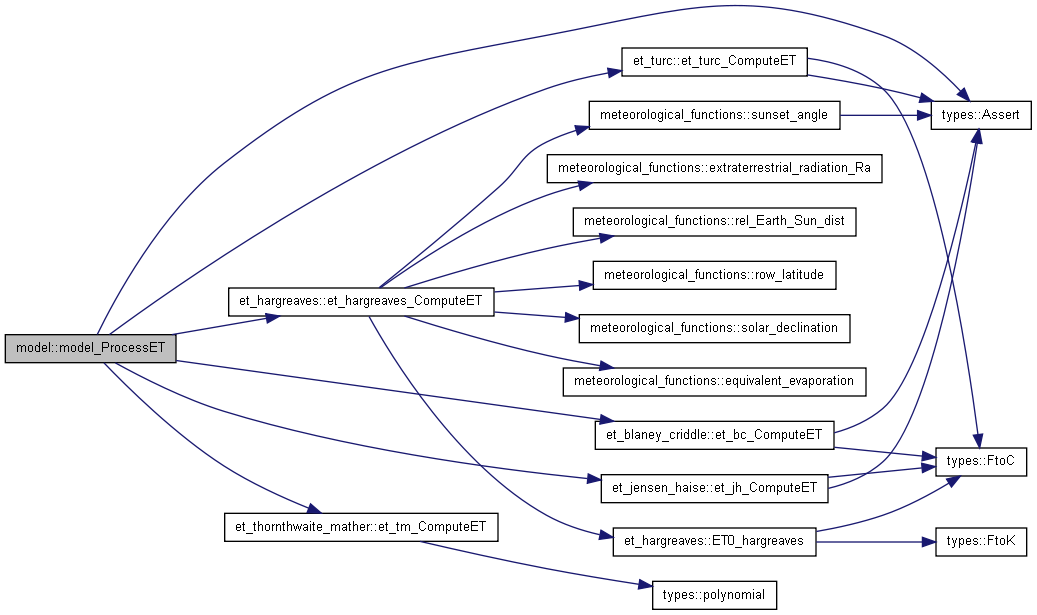 et_turc::et_turc_ComputeET
meteorological_functions::sunset_angle
types::Assert
meteorological_functions::extraterrestrial_radiation_Ra
meteorological_functions::rel_Earth_Sun_dist
meteorological_functions::row_latitude
et_hargreaves::et_hargreaves_ComputeET
meteorological_functions::solar_declination
model::model_ProcessET
meteorological_functions::equivalent_evaporation
et_blaney_criddle::et_bc_ComputeET
types::FtoC
et_jensen_haise::et_jh_ComputeET
et_thornthwaite_mather::et_tm_ComputeET
et_hargreaves::ET0_hargreaves
types::FtoK
types::polynomial